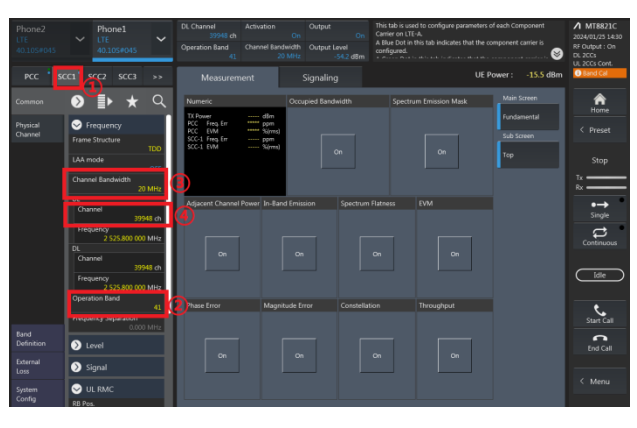 Phone2
LTE
40,105#045
Phone1
LTE
40,105#045
DL Channel
39948 ch
Activation
On
Output
On
Operation Band
41
Channel Bandwidth
20 MHz
Output Level
-54.2 dBm
This tab is used to configure parameters of each Component
Carrier on LTE-A.
A Blue Dot in this tab indicates that the component carrier is
configured.
MT8821C
2024/01/25 14:30
RF Output : On
DL 2CCs
UL 2CCs Cont.
Band Cal
PCC
SCC1
SCC2
SCC3
>>
①
Measurement
Signaling
UE Power :
-15.5 dBm
Common
Physical
Channel
Frequency
Frame Structure
TDD
LAA mode
Channel Bandwidth
20 MHz
③
UL
Channel
39948 ch
④
Frequency
2 525.800 000 MHz
DL
Channel
39948 ch
Frequency
2 525.800 000 MHz
Operation Band
41
②
Frequency Separation
0.000 MHz
Level
Signal
UL RMC
RB Pos.
Band
Definition
External
Loss
System
Config
Numeric
TX Power ----- dBm
PCC Freq. Err ----- ppm
PCC EVM ----- %(rms)
SCC-1 Freq. Err ----- ppm
SCC-1 EVM ----- %(rms)
Occupied Bandwidth
On
Spectrum Emission Mask
On
Main Screen
Fundamental
Sub Screen
Top
Adjacent Channel Power
On
In-Band Emission
On
Spectrum Flatness
On
EVM
On
Phase Error
On
Magnitude Error
On
Constellation
On
Throughput
On
Home
< Preset
Stop
Tx
Rx
Single
Continuous
Idle
Start Call
End Call
< Menu